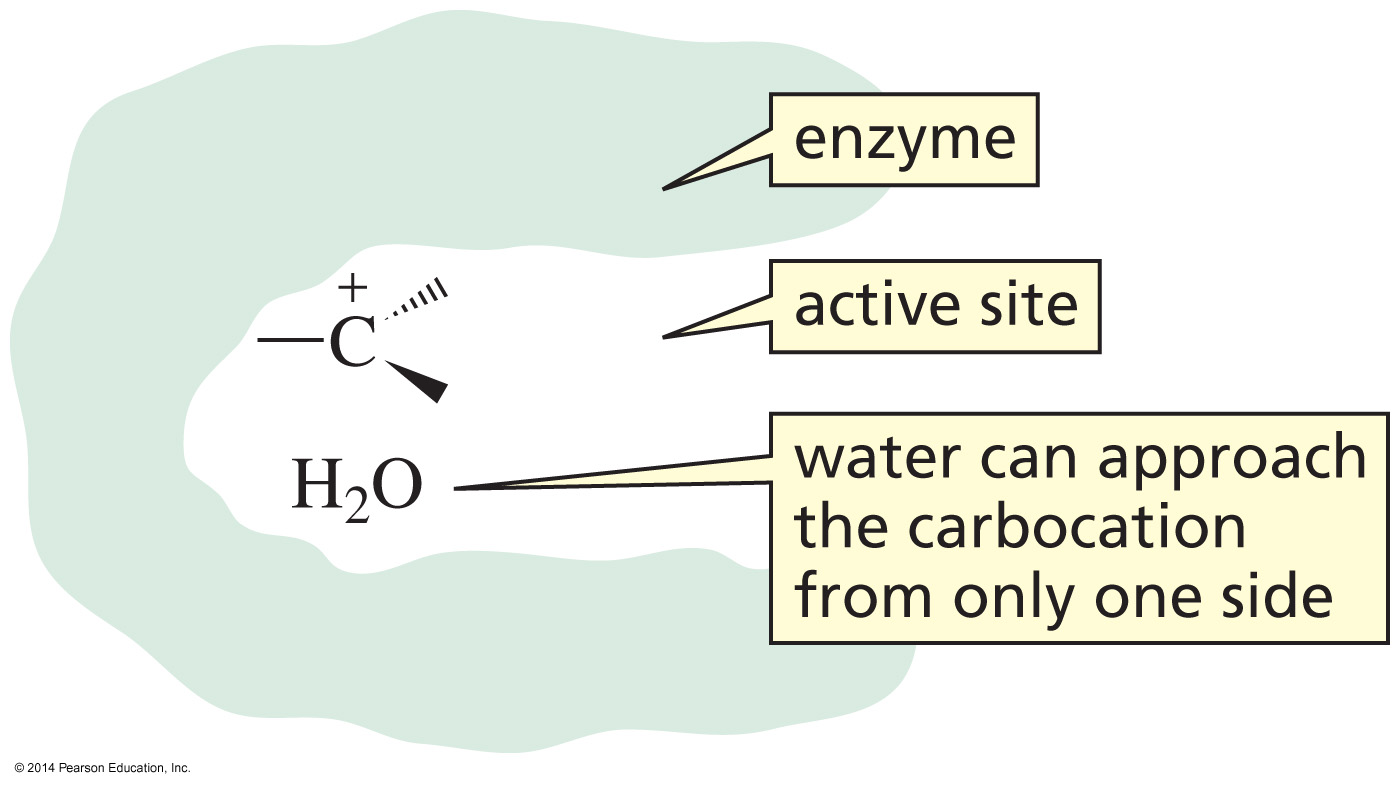 enzyme
active site
+
C
H₂O
water can approach
the carbocation
from only one side
© 2014 Pearson Education, Inc.